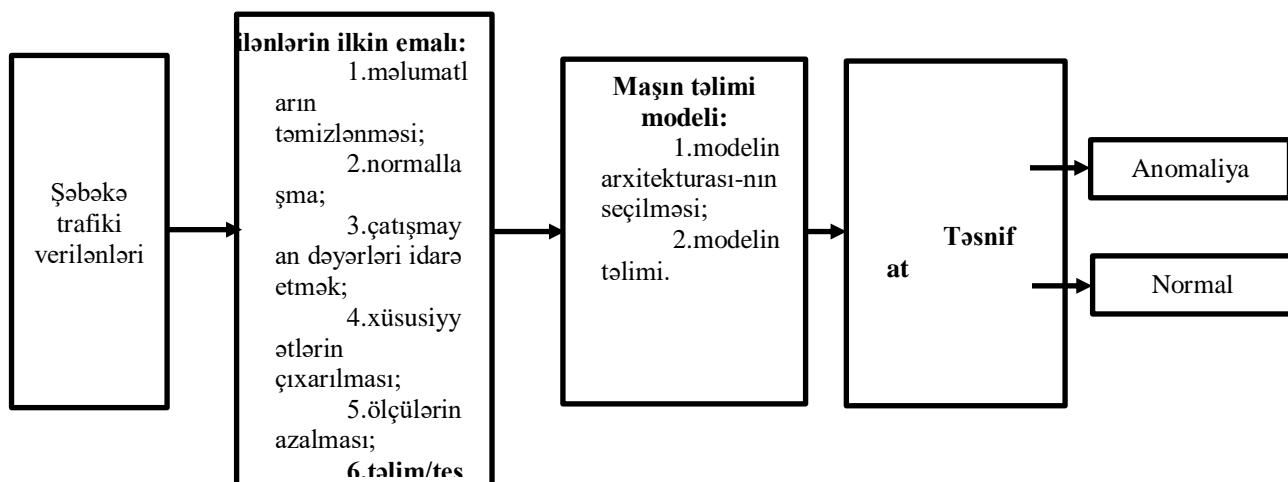 Şəbəkə
trafiki
verilənləri
ilənlərin ilkin emalı:
1.məlumatl
arın
təmizlənməsi;
2.normalla
şma;
3.çatışmay
an dəyərləri idarə
etmək;
4.xüsusiyy
ətlərin
çıxarılması;
5.ölçülərin
azalması;
6.təlim/tes
Maşın təlimi
modeli:
1.modelin
arxitekturası-nın
seçilməsi;
2.modelin
təlimi.
Təsnif
at
Anomaliya
Normal